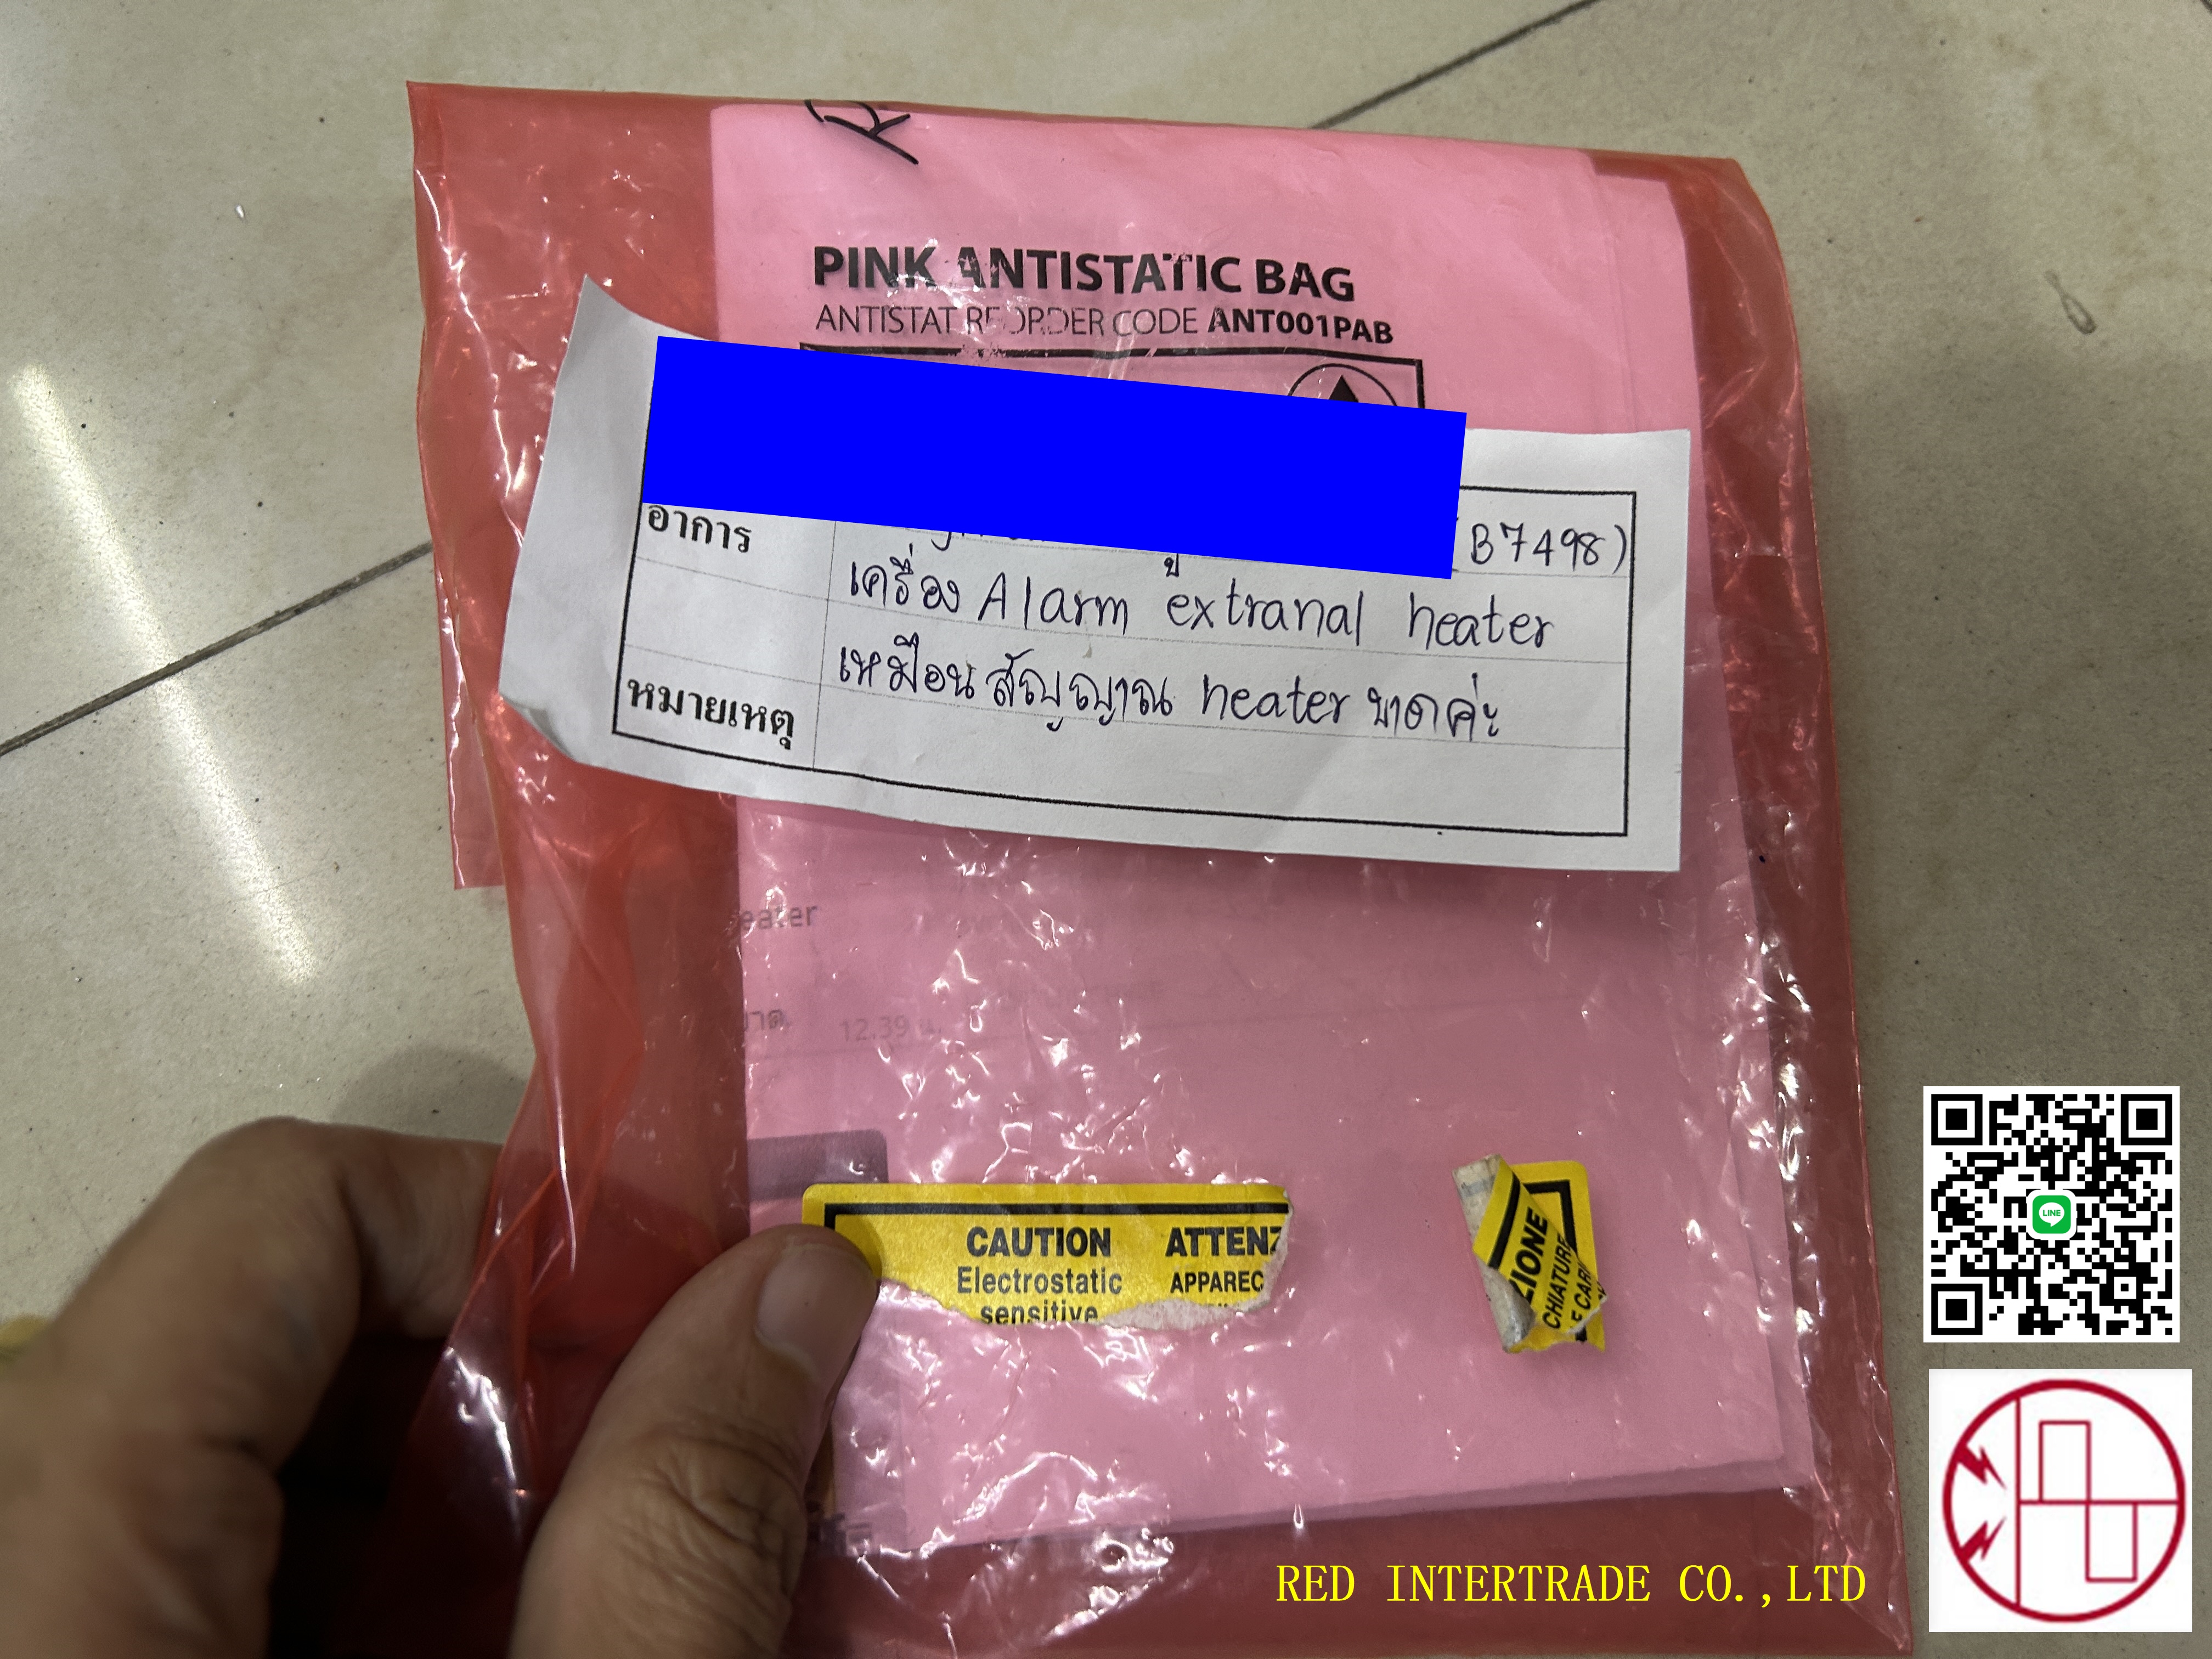 PINK ANTISTATIC BAG
ANTISTAT REORDER CODE ANT001PAB
(B7498)
อาการ
เครื่อง Alarm extranal heater
เหมือนสัญญาณ heater ขาดค่ะ
หมายเหตุ
eater
12.39
CAUTION
Electrostatic
sensitive
ATTENZ
APPAREC
ZIONE
CHIATURE
E CARI
LINE
RED INTERTRADE CO.,LTD